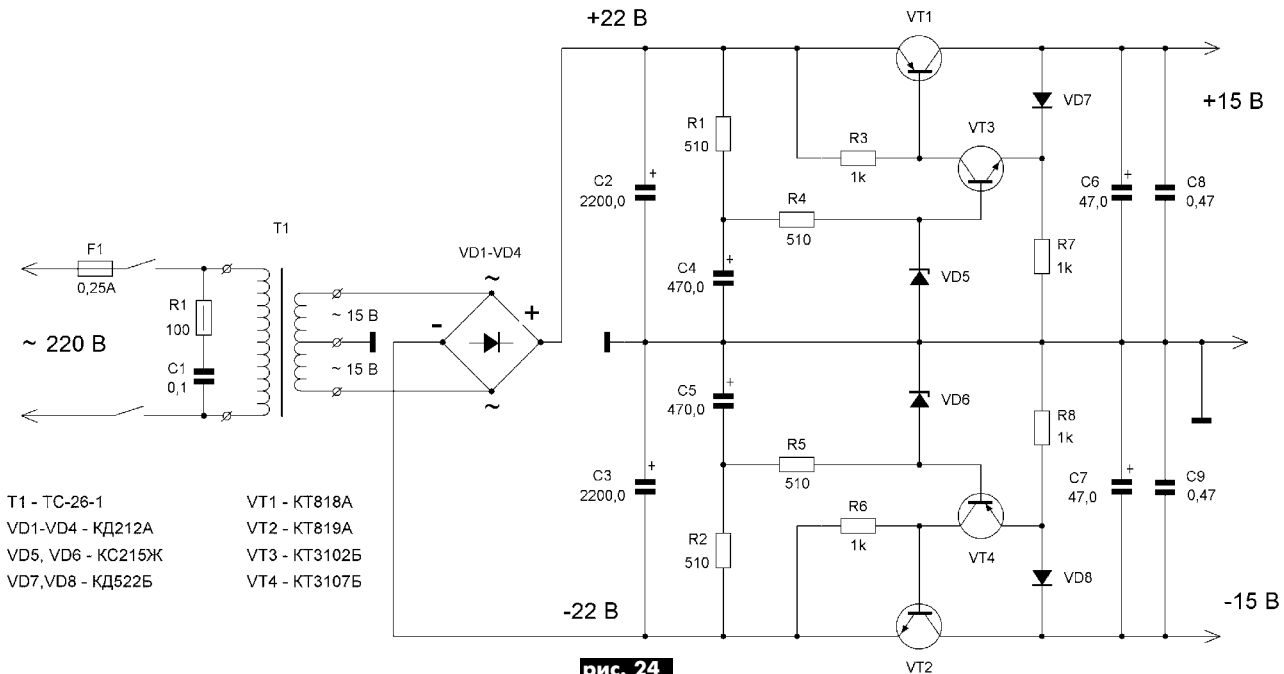 +22 В
VT1
+15 В
VD7
R1
510
R3
1k
VT3
C2
2200,0
+
C6
47,0
+
C8
0,47
R4
510
T1
VD1-VD4
F1
0,25А
~
C4
470,0
+
VD5
R7
1k
R1
100
~ 15 В
-
+
~ 220 В
~ 15 В
C1
0,1
~
C5
470,0
+
VD6
R8
1k
R5
510
C3
2200,0
+
C7
47,0
+
C9
0,47
R6
1k
R2
510
VT4
VD8
-22 В
-15 В
VT2
T1 - ТС-26-1
VD1-VD4 - КД212А
VD5, VD6 - КС215Ж
VD7,VD8 - КД522Б
VT1 - КТ818А
VT2 - КТ819А
VT3 - КТ3102Б
VT4 - КТ3107Б
рис. 24